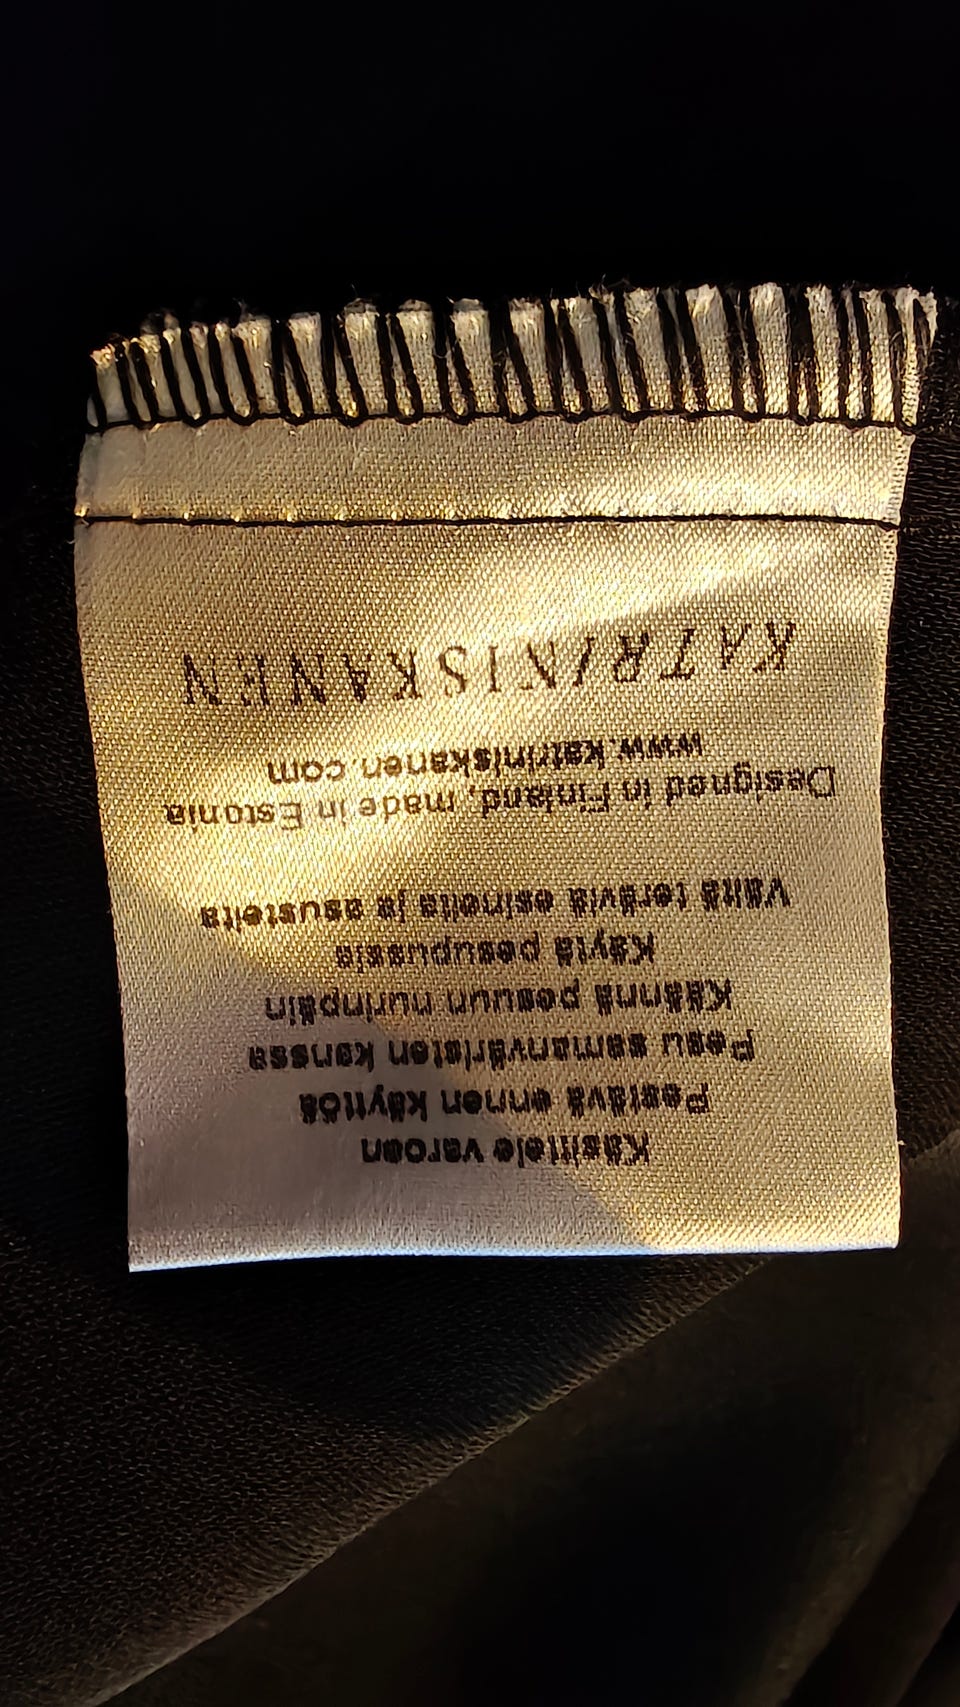 Käsittele varoen
Pestävä ennen käyttöä
Pesu samanväristen kanssa
Käännä pesuun nurinpäin
Käytä pesupussia
Vältä teräviä esineitä ja asusteita
Designed in Finland, made in Estonia
www.katriniskanen.com
KATRINISKANEN